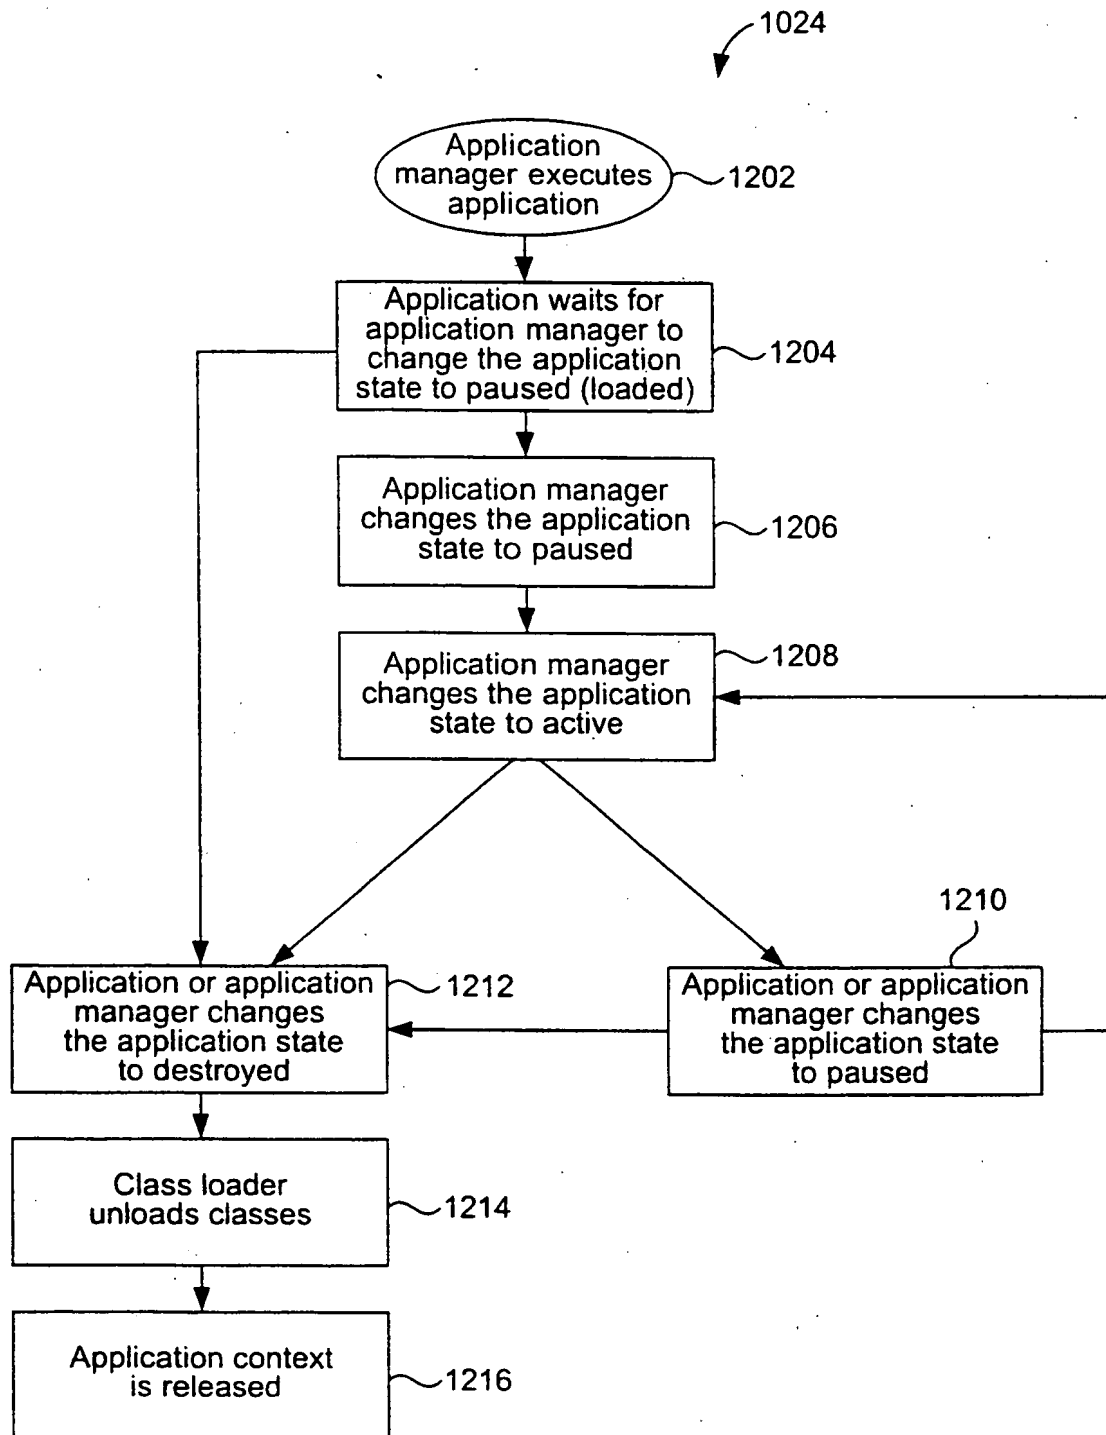 1024
Application
manager executes
application
1202
Application waits for
application manager to
change the application
state to paused (loaded)
1204
Application manager
changes the application
state to paused
1206
Application manager
changes the application
state to active
1208
1210
Application or application
manager changes
the application state
to destroyed
1212
Application or application
manager changes
the application state
to paused
Class loader
unloads classes
1214
Application context
is released
1216